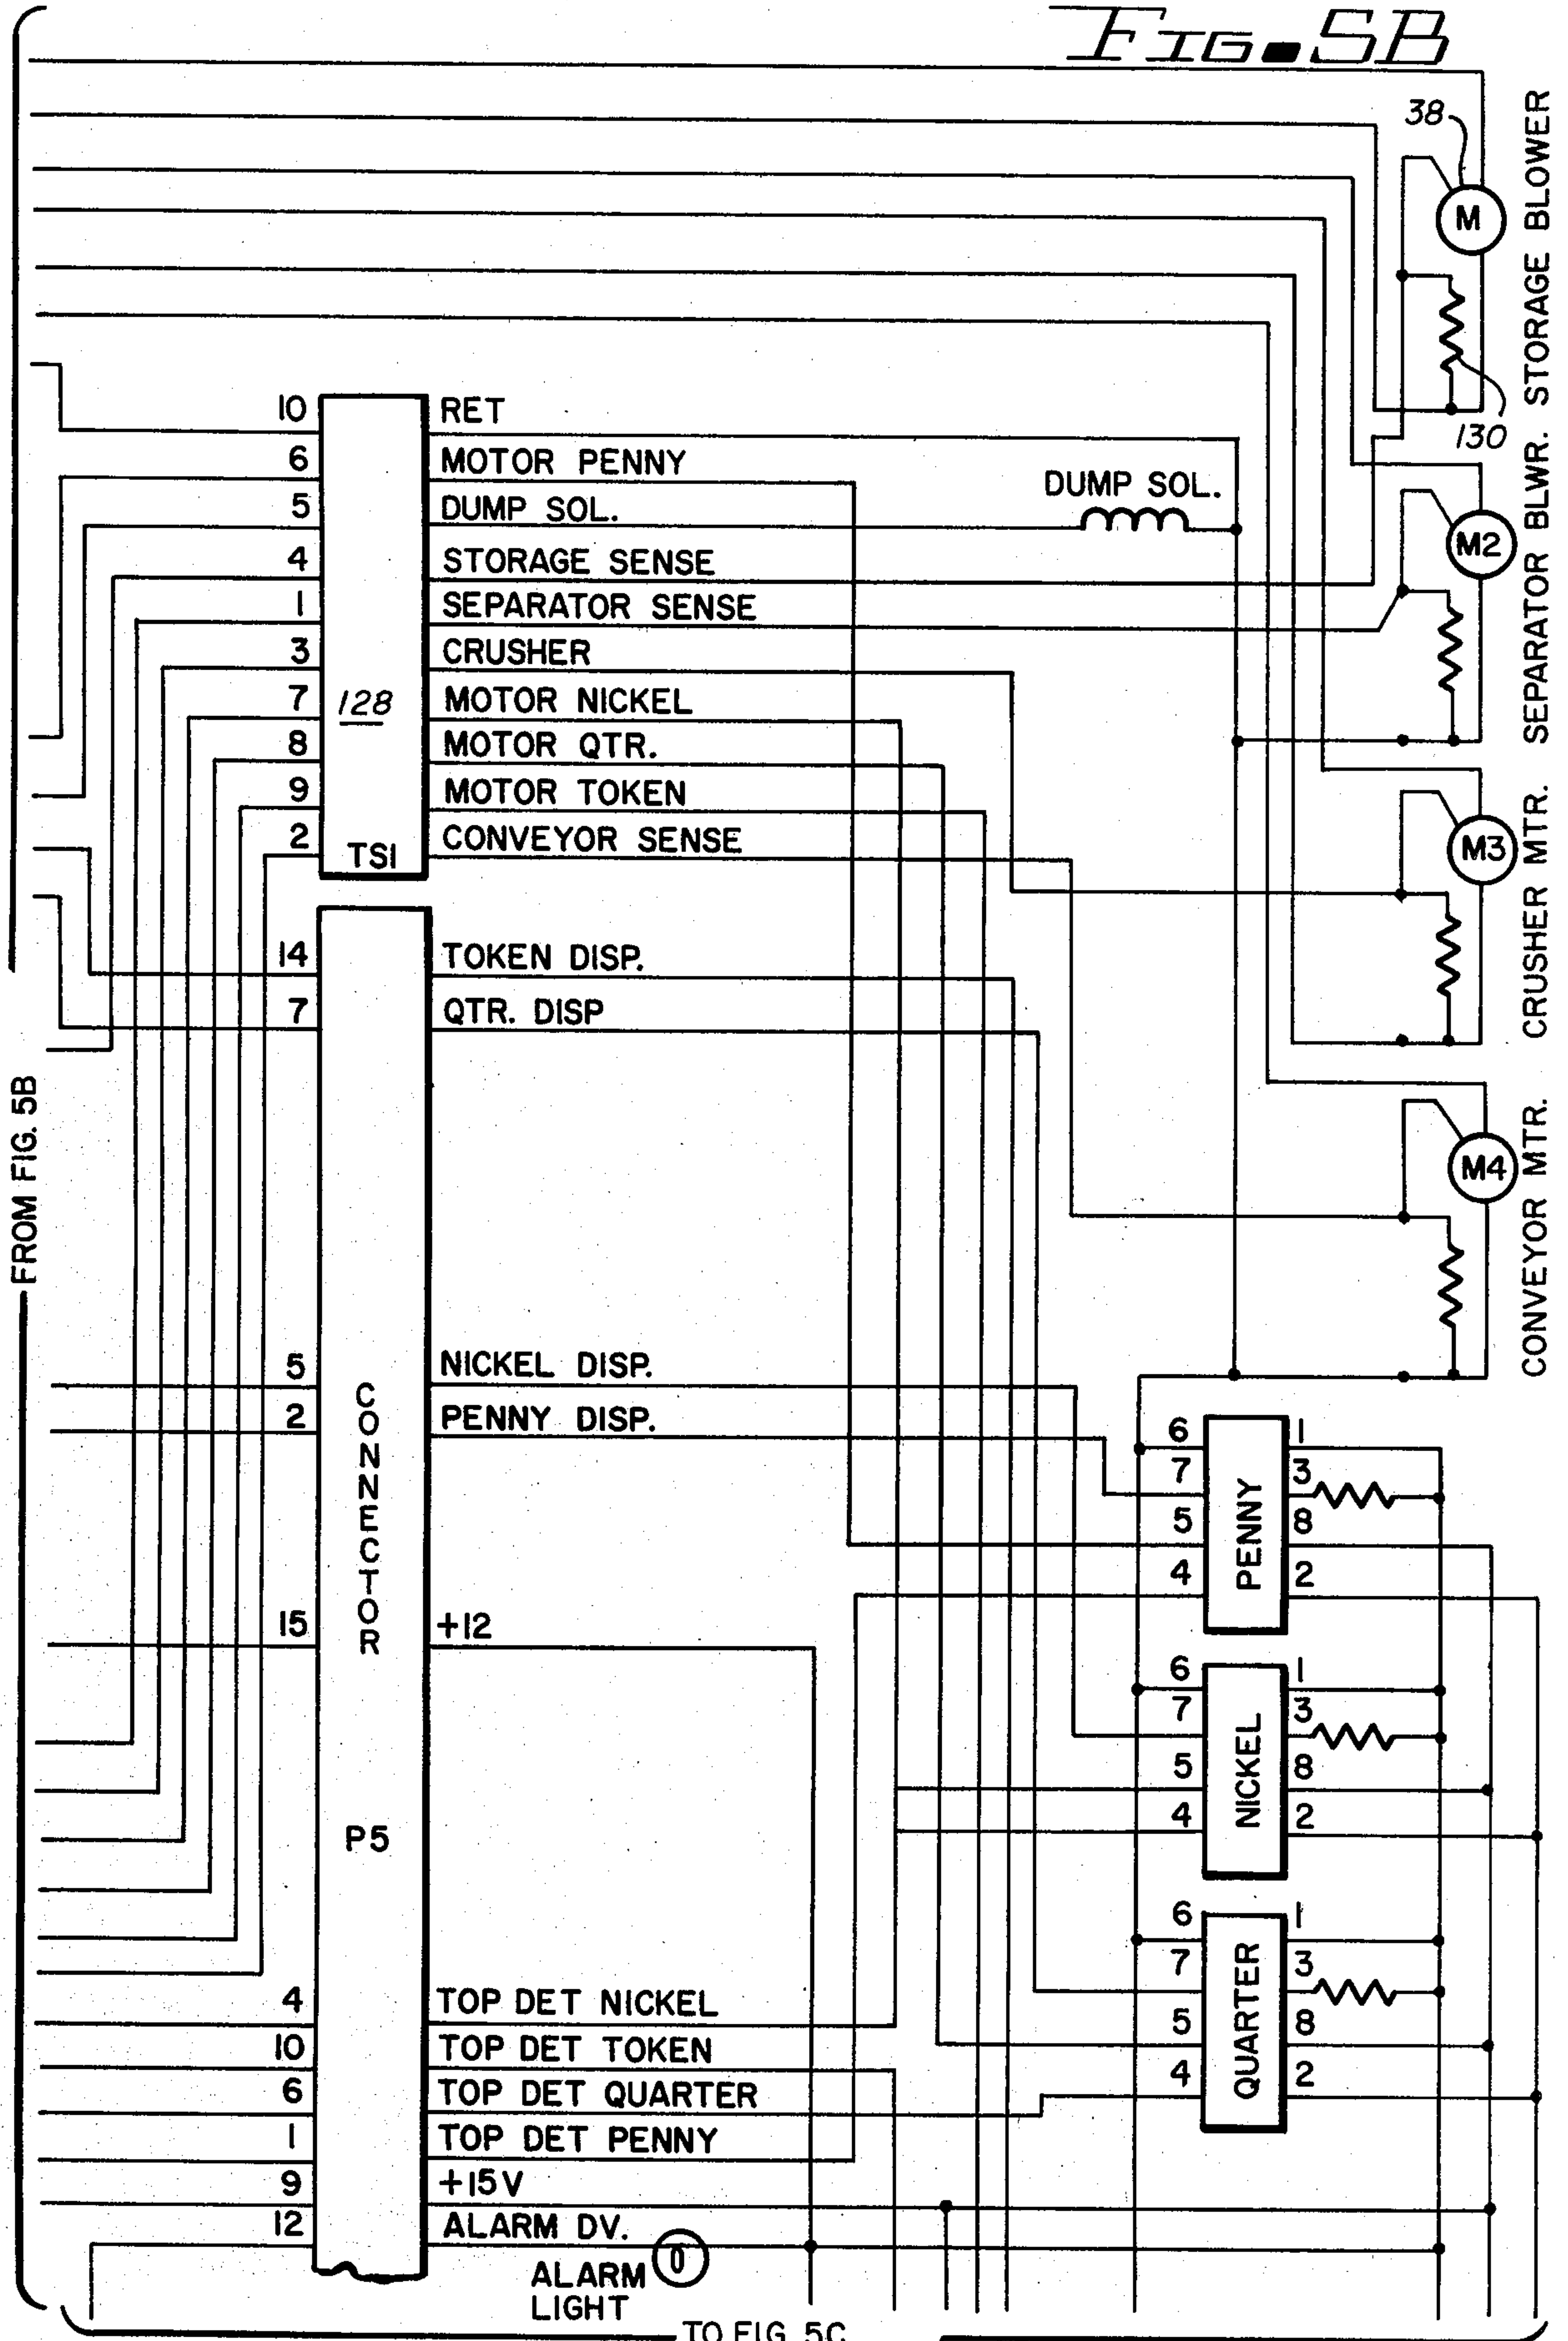 FIG. 5B
38
M
STORAGE BLOWER
130
10 RET
6 MOTOR PENNY
5 DUMP SOL.
DUMP SOL.
4 STORAGE SENSE
1 SEPARATOR SENSE
3 CRUSHER
7 MOTOR NICKEL
128
8 MOTOR QTR.
9 MOTOR TOKEN
2 CONVEYOR SENSE
TS1
M2
SEPARATOR BLWR.
M3
CRUSHER MTR.
M4
CONVEYOR MTR.
14 TOKEN DISP.
7 QTR. DISP
FROM FIG. 5B
5 NICKEL DISP.
2 PENNY DISP.
CONNECTOR
15 +12
P5
6 1
7 3
5 8
4 2
PENNY
6 1
7 3
5 8
4 2
NICKEL
6 1
7 3
5 8
4 2
QUARTER
4 TOP DET NICKEL
10 TOP DET TOKEN
6 TOP DET QUARTER
1 TOP DET PENNY
9 +15V
12 ALARM DV.
ALARM
LIGHT
TO FIG. 5C